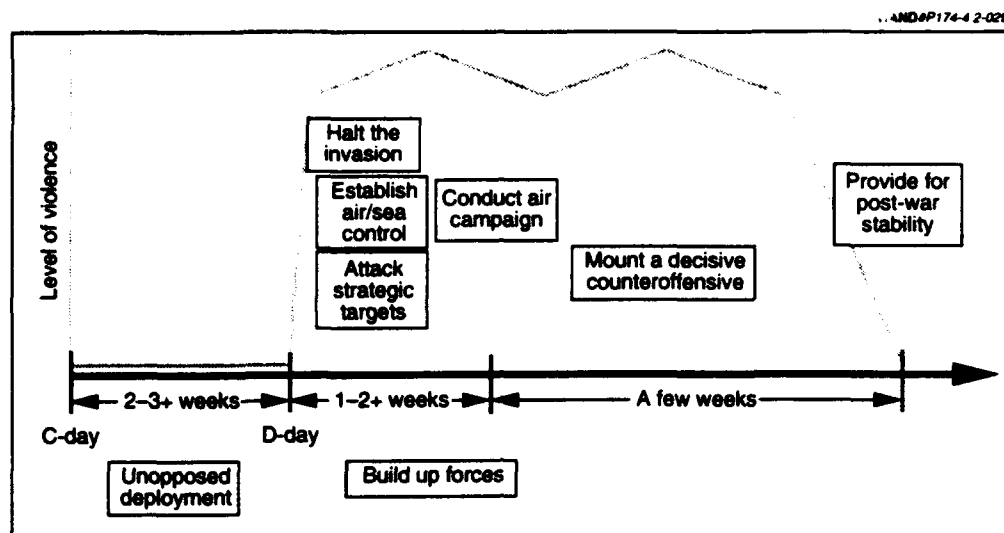 Level of violence
Halt the
invasion
Establish
air/sea
control
Attack
strategic
targets
Conduct air
campaign
Mount a decisive
counteroffensive
Provide for
post-war
stability
2–3+ weeks
1–2+ weeks
A few weeks
C-day
D-day
Unopposed
deployment
Build up forces